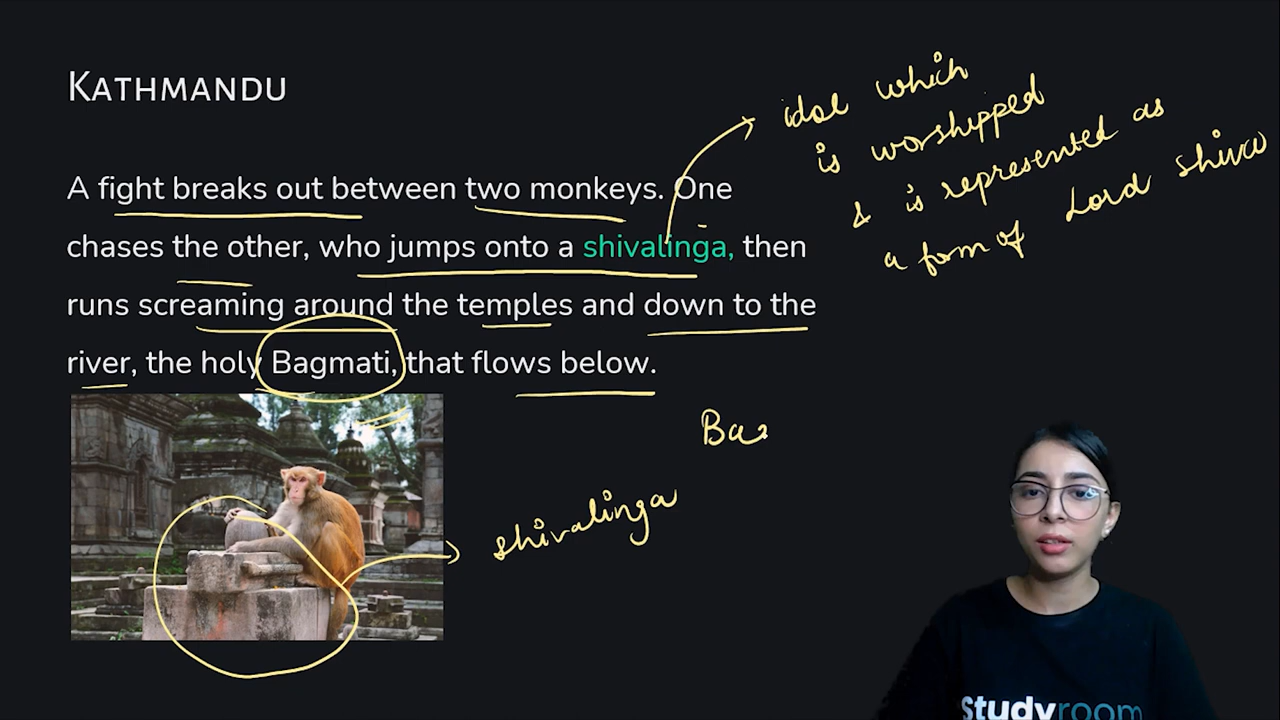 KATHMANDU
A fight breaks out between two monkeys. One
chases the other, who jumps onto a shivalinga, then
runs screaming around the temples and down to the
river, the holy Bagmati, that flows below.
idol which
is worshipped
& is represented as
a form of Lord Shiva
Ba
shivalinga
studyroom